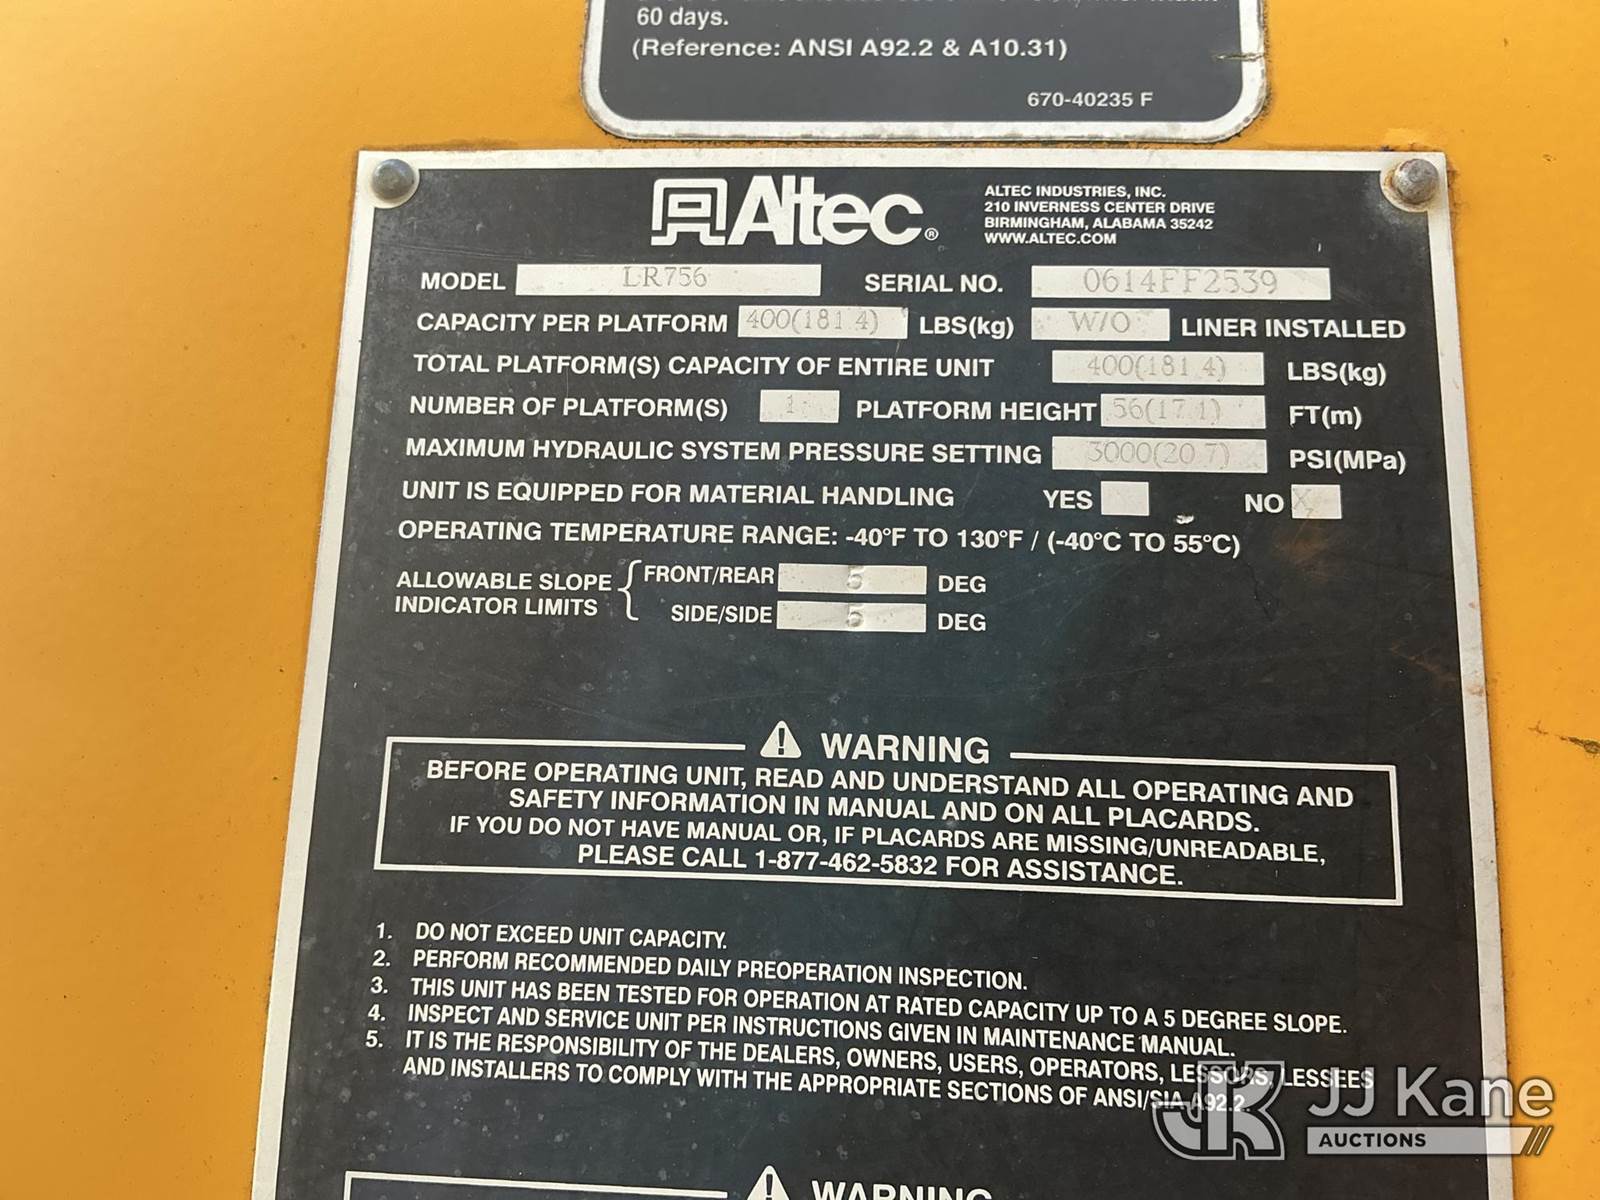 60 days.
(Reference: ANSI A92.2 & A10.31)
670-40235 F
Altec®
ALTEC INDUSTRIES, INC.
210 INVERNESS CENTER DRIVE
BIRMINGHAM, ALABAMA 35242
WWW.ALTEC.COM
MODEL LR756 SERIAL NO. 0614FF2539
CAPACITY PER PLATFORM 400(181.4) LBS(kg) W/O LINER INSTALLED
TOTAL PLATFORM(S) CAPACITY OF ENTIRE UNIT 400(181.4) LBS(kg)
NUMBER OF PLATFORM(S) 1 PLATFORM HEIGHT 56(17.1) FT(m)
MAXIMUM HYDRAULIC SYSTEM PRESSURE SETTING 3000(20.7) PSI(MPa)
UNIT IS EQUIPPED FOR MATERIAL HANDLING YES NO X
OPERATING TEMPERATURE RANGE: -40°F TO 130°F / (-40°C TO 55°C)
ALLOWABLE SLOPE INDICATOR LIMITS
FRONT/REAR 5 DEG
SIDE/SIDE 5 DEG
WARNING
BEFORE OPERATING UNIT, READ AND UNDERSTAND ALL OPERATING AND
SAFETY INFORMATION IN MANUAL AND ON ALL PLACARDS.
IF YOU DO NOT HAVE MANUAL OR, IF PLACARDS ARE MISSING/UNREADABLE,
PLEASE CALL 1-877-462-5832 FOR ASSISTANCE.
1. DO NOT EXCEED UNIT CAPACITY.
2. PERFORM RECOMMENDED DAILY PREOPERATION INSPECTION.
3. THIS UNIT HAS BEEN TESTED FOR OPERATION AT RATED CAPACITY UP TO A 5 DEGREE SLOPE.
4. INSPECT AND SERVICE UNIT PER INSTRUCTIONS GIVEN IN MAINTENANCE MANUAL.
5. IT IS THE RESPONSIBILITY OF THE DEALERS, OWNERS, USERS, OPERATORS, LESSORS, LESSEES
AND INSTALLERS TO COMPLY WITH THE APPROPRIATE SECTIONS OF ANSI/SIA A92.2.
WARNING
JK JJ Kane
AUCTIONS